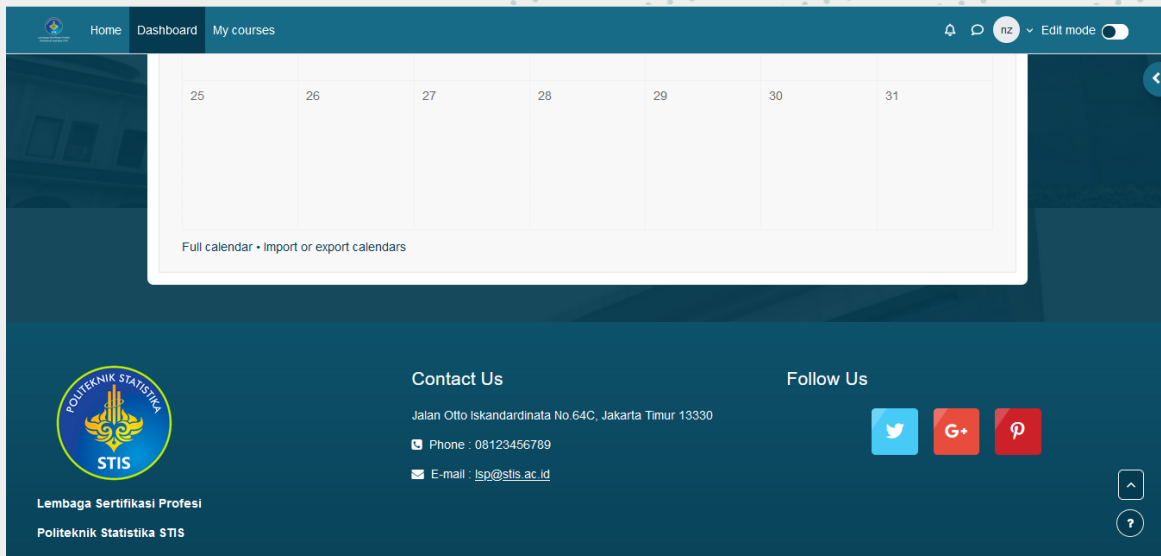 Home Dashboard My courses nz Edit mode
25 26 27 28 29 30 31
Full calendar • Import or export calendars
POLITEKNIK STATISTIKA
STIS
Lembaga Sertifikasi Profesi
Politeknik Statistika STIS
Contact Us
Jalan Otto Iskandardinata No.64C, Jakarta Timur 13330
Phone : 08123456789
E-mail : lsp@stis.ac.id
Follow Us
G+
?